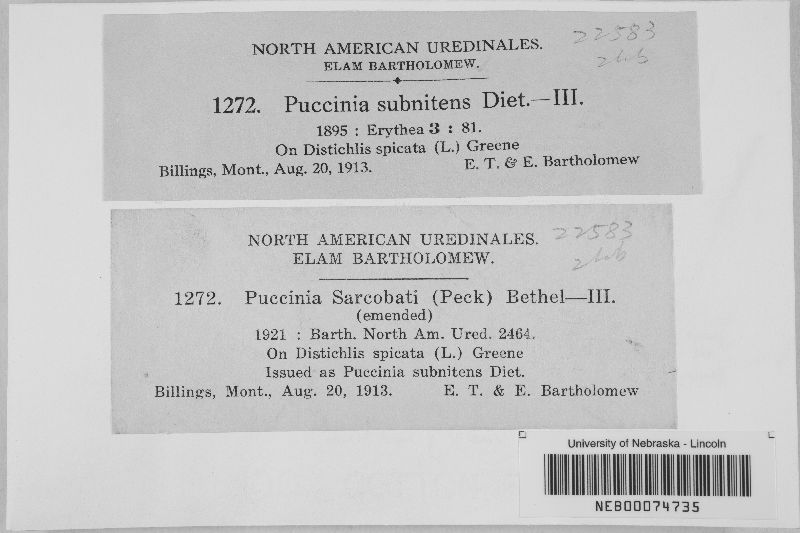 NORTH AMERICAN UREDINALES. 22583
ELAM BARTHOLOMEW.
1272. Puccinia subnitens Diet.—III.
1895 : Erythea 3 : 81.
On Distichlis spicata (L.) Greene
Billings, Mont., Aug. 20, 1913. E. T. & E. Bartholomew
NORTH AMERICAN UREDINALES. 22583
ELAM BARTHOLOMEW.
1272. Puccinia Sarcobati (Peck) Bethel—III.
(emended)
1921 : Barth. North Am. Ured. 2464.
On Distichlis spicata (L.) Greene
Issued as Puccinia subnitens Diet.
Billings, Mont., Aug. 20, 1913. E. T. & E. Bartholomew
University of Nebraska - Lincoln
NEB00074735